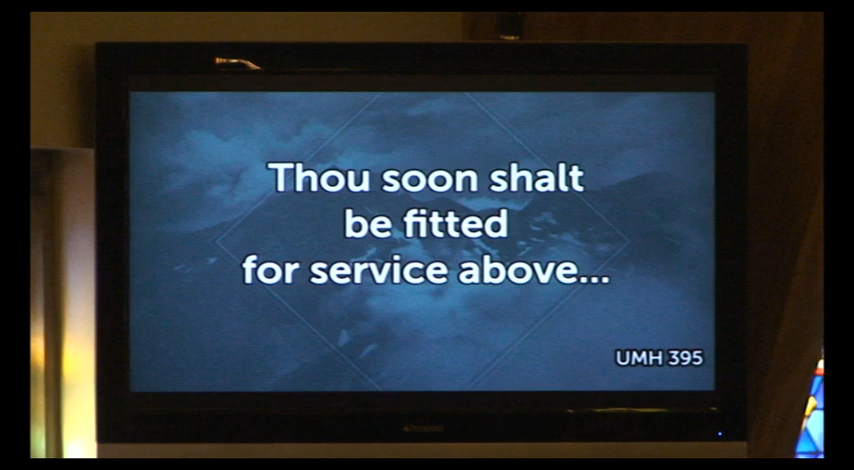 Thou soon shalt
be fitted
for service above...
UMH 395